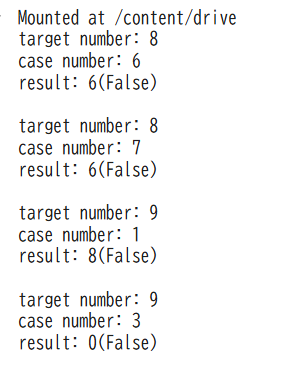 Mounted at /content/drive
target number: 8
case number: 6
result: 6(False)
target number: 8
case number: 7
result: 6(False)
target number: 9
case number: 1
result: 8(False)
target number: 9
case number: 3
result: 0(False)